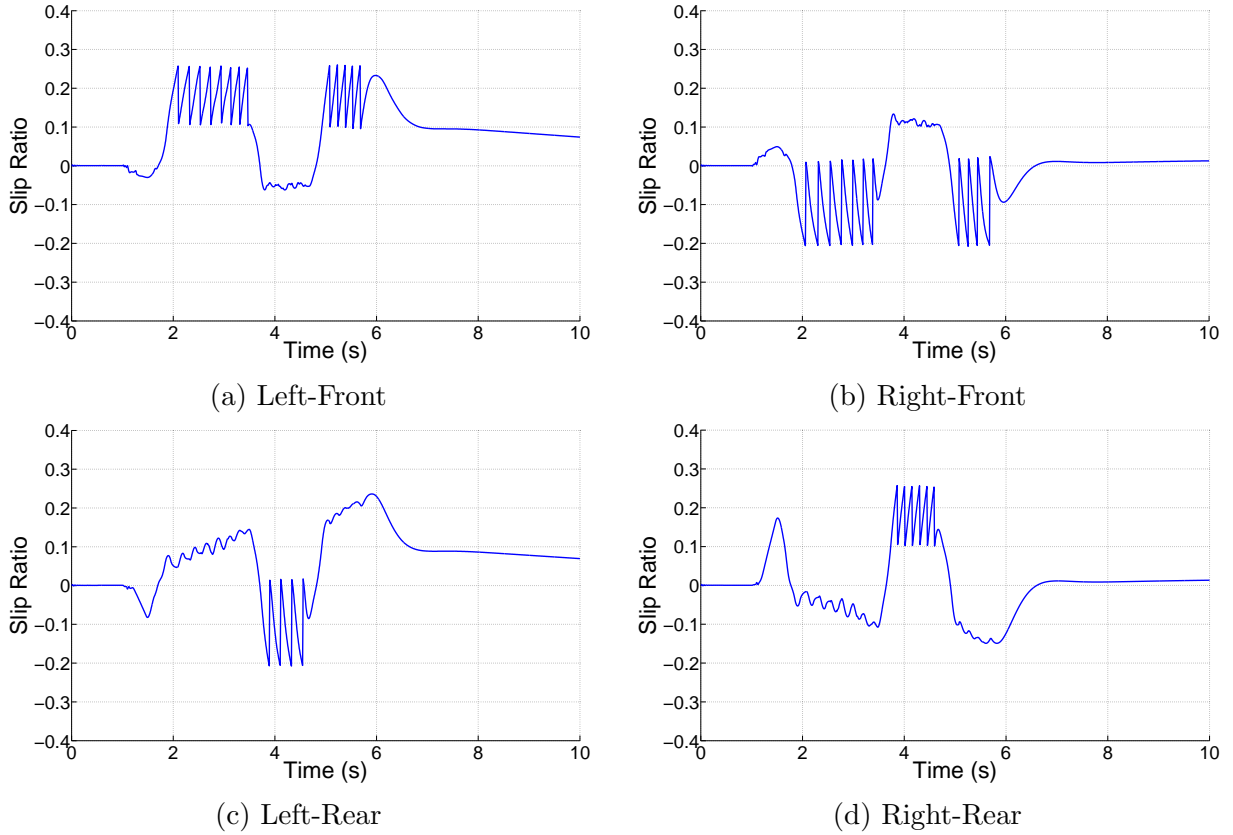 0.4
0.3
0.2
0.1
0
−0.1
−0.2
−0.3
−0.4
Slip Ratio
0 2 4 6 8 10
Time (s)
(a) Left-Front
0.4
0.3
0.2
0.1
0
−0.1
−0.2
−0.3
−0.4
Slip Ratio
0 2 4 6 8 10
Time (s)
(b) Right-Front
0.4
0.3
0.2
0.1
0
−0.1
−0.2
−0.3
−0.4
Slip Ratio
0 2 4 6 8 10
Time (s)
(c) Left-Rear
0.4
0.3
0.2
0.1
0
−0.1
−0.2
−0.3
−0.4
Slip Ratio
0 2 4 6 8 10
Time (s)
(d) Right-Rear